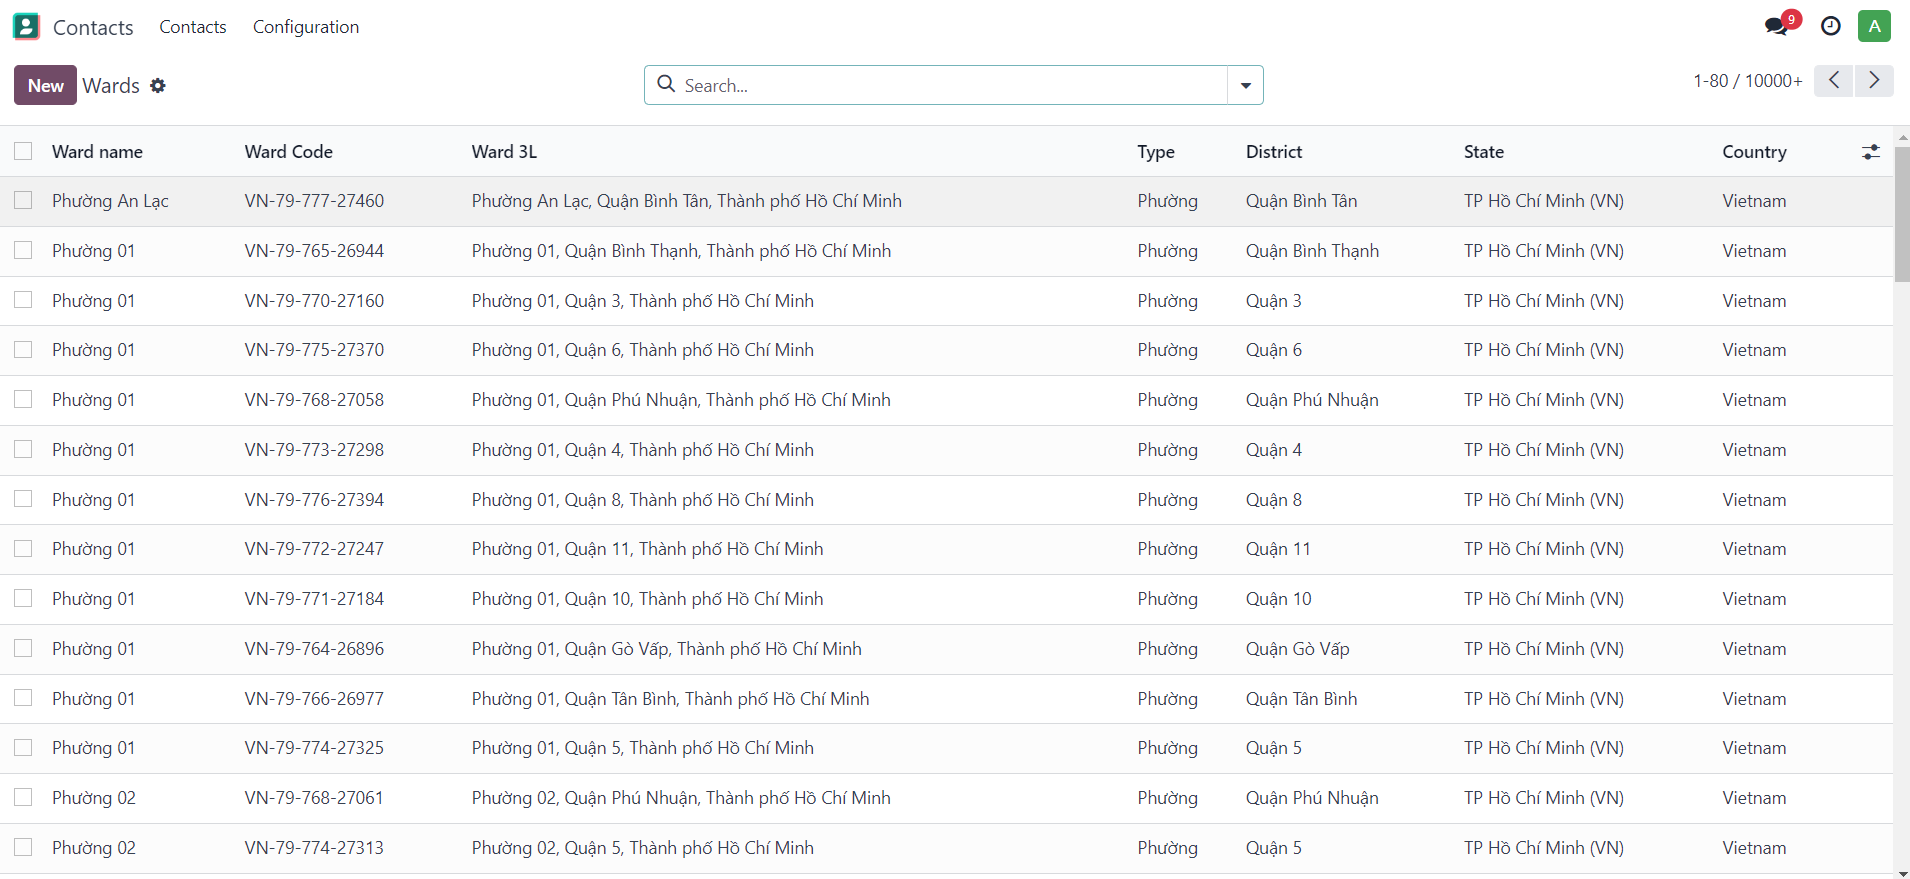 Contacts Contacts Configuration 9 A
New Wards Search... 1-80 / 10000+
Ward name Ward Code Ward 3L Type District State Country
Phường An Lạc VN-79-777-27460 Phường An Lạc, Quận Bình Tân, Thành phố Hồ Chí Minh Phường Quận Bình Tân TP Hồ Chí Minh (VN) Vietnam
Phường 01 VN-79-765-26944 Phường 01, Quận Bình Thạnh, Thành phố Hồ Chí Minh Phường Quận Bình Thạnh TP Hồ Chí Minh (VN) Vietnam
Phường 01 VN-79-770-27160 Phường 01, Quận 3, Thành phố Hồ Chí Minh Phường Quận 3 TP Hồ Chí Minh (VN) Vietnam
Phường 01 VN-79-775-27370 Phường 01, Quận 6, Thành phố Hồ Chí Minh Phường Quận 6 TP Hồ Chí Minh (VN) Vietnam
Phường 01 VN-79-768-27058 Phường 01, Quận Phú Nhuận, Thành phố Hồ Chí Minh Phường Quận Phú Nhuận TP Hồ Chí Minh (VN) Vietnam
Phường 01 VN-79-773-27298 Phường 01, Quận 4, Thành phố Hồ Chí Minh Phường Quận 4 TP Hồ Chí Minh (VN) Vietnam
Phường 01 VN-79-776-27394 Phường 01, Quận 8, Thành phố Hồ Chí Minh Phường Quận 8 TP Hồ Chí Minh (VN) Vietnam
Phường 01 VN-79-772-27247 Phường 01, Quận 11, Thành phố Hồ Chí Minh Phường Quận 11 TP Hồ Chí Minh (VN) Vietnam
Phường 01 VN-79-771-27184 Phường 01, Quận 10, Thành phố Hồ Chí Minh Phường Quận 10 TP Hồ Chí Minh (VN) Vietnam
Phường 01 VN-79-764-26896 Phường 01, Quận Gò Vấp, Thành phố Hồ Chí Minh Phường Quận Gò Vấp TP Hồ Chí Minh (VN) Vietnam
Phường 01 VN-79-766-26977 Phường 01, Quận Tân Bình, Thành phố Hồ Chí Minh Phường Quận Tân Bình TP Hồ Chí Minh (VN) Vietnam
Phường 01 VN-79-774-27325 Phường 01, Quận 5, Thành phố Hồ Chí Minh Phường Quận 5 TP Hồ Chí Minh (VN) Vietnam
Phường 02 VN-79-768-27061 Phường 02, Quận Phú Nhuận, Thành phố Hồ Chí Minh Phường Quận Phú Nhuận TP Hồ Chí Minh (VN) Vietnam
Phường 02 VN-79-774-27313 Phường 02, Quận 5, Thành phố Hồ Chí Minh Phường Quận 5 TP Hồ Chí Minh (VN) Vietnam